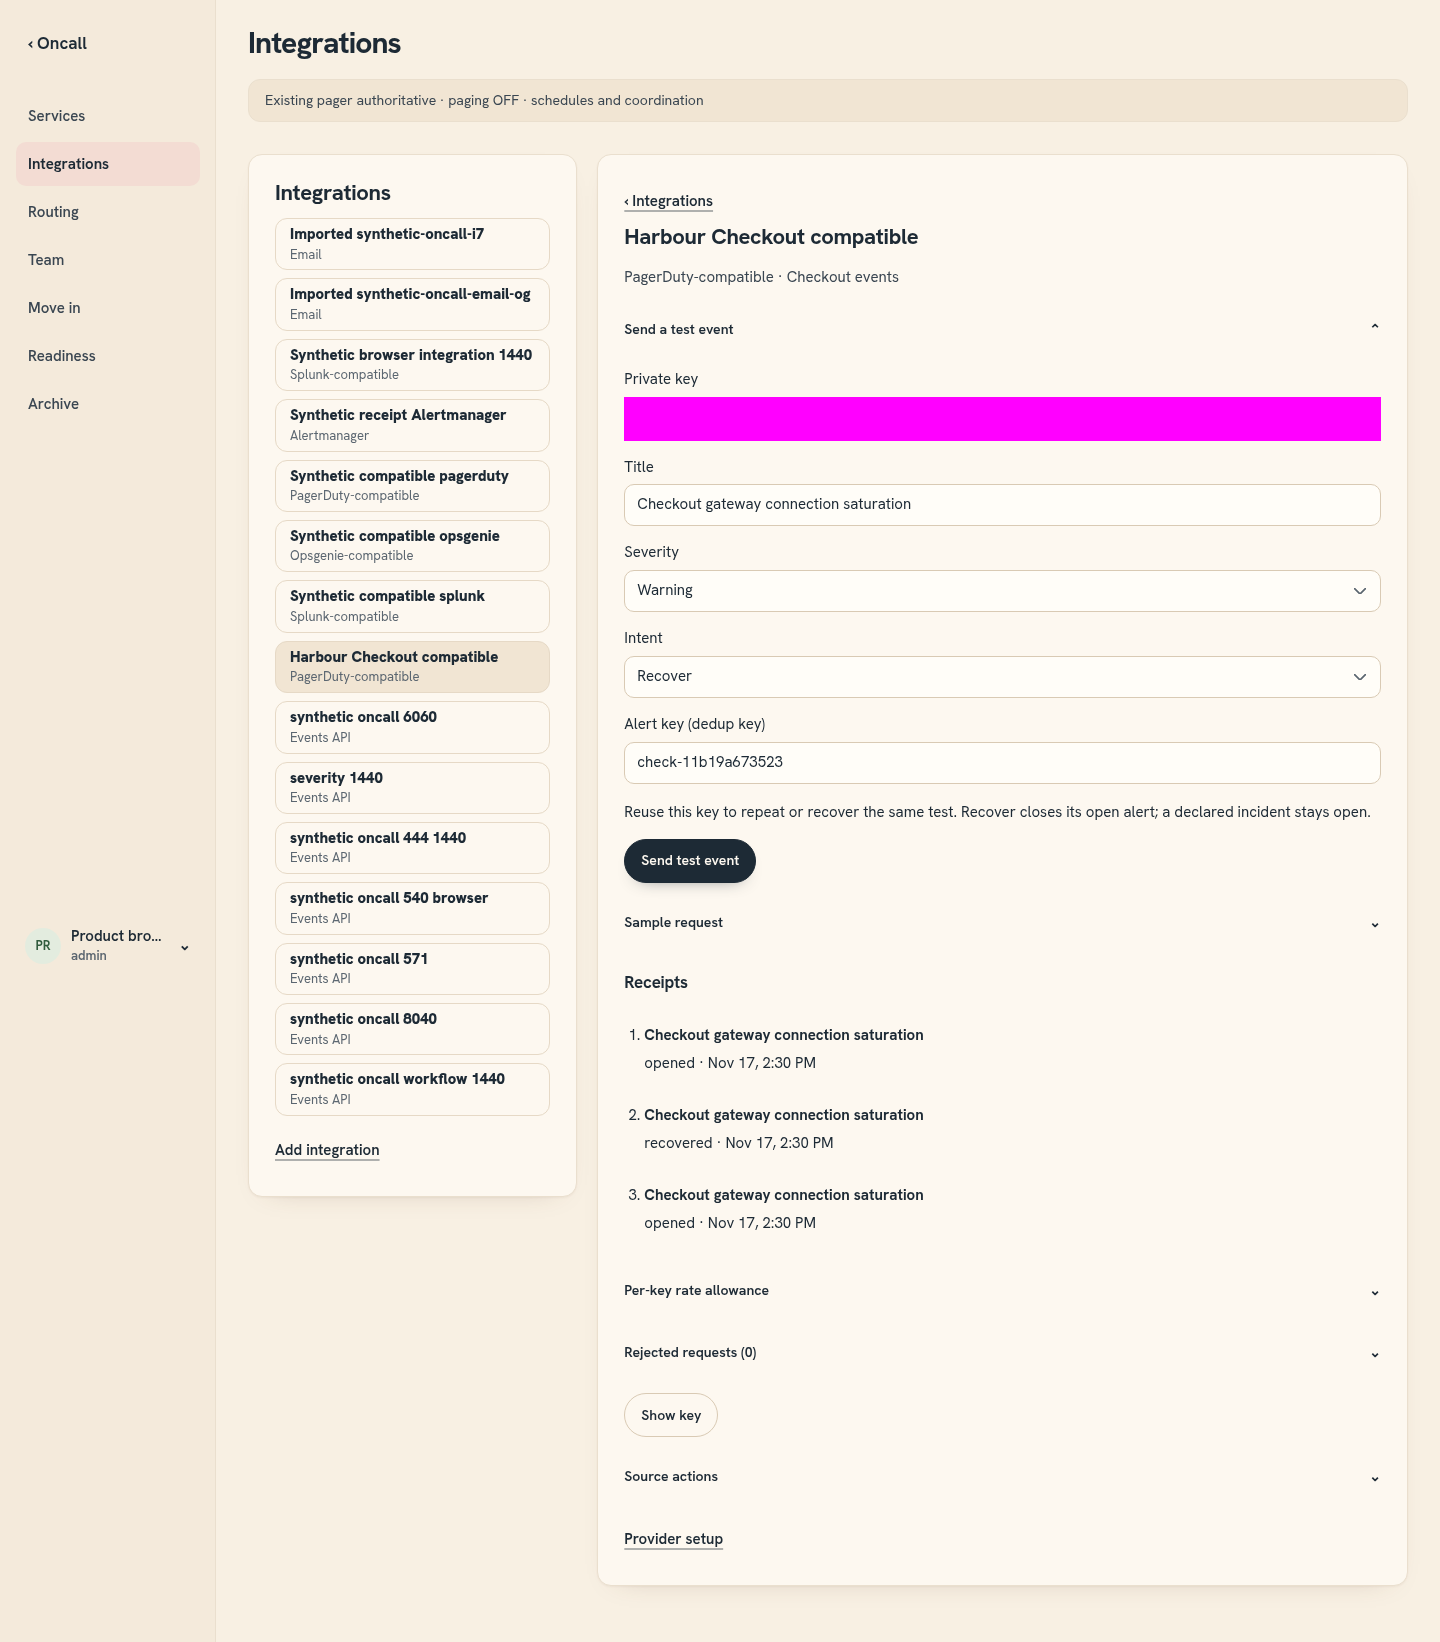 ‹ Oncall
Services
Integrations
Routing
Team
Move in
Readiness
Archive
PR
Product bro...
admin
Integrations
Existing pager authoritative · paging OFF · schedules and coordination
Integrations
Imported synthetic-oncall-i7
Email
Imported synthetic-oncall-email-og
Email
Synthetic browser integration 1440
Splunk-compatible
Synthetic receipt Alertmanager
Alertmanager
Synthetic compatible pagerduty
PagerDuty-compatible
Synthetic compatible opsgenie
Opsgenie-compatible
Synthetic compatible splunk
Splunk-compatible
Harbour Checkout compatible
PagerDuty-compatible
synthetic oncall 6060
Events API
severity 1440
Events API
synthetic oncall 444 1440
Events API
synthetic oncall 540 browser
Events API
synthetic oncall 571
Events API
synthetic oncall 8040
Events API
synthetic oncall workflow 1440
Events API
Add integration
‹ Integrations
Harbour Checkout compatible
PagerDuty-compatible · Checkout events
Send a test event
Private key
Title
Checkout gateway connection saturation
Severity
Warning
Intent
Recover
Alert key (dedup key)
check-11b19a673523
Reuse this key to repeat or recover the same test. Recover closes its open alert; a declared incident stays open.
Send test event
Sample request
Receipts
1. Checkout gateway connection saturation
opened · Nov 17, 2:30 PM
2. Checkout gateway connection saturation
recovered · Nov 17, 2:30 PM
3. Checkout gateway connection saturation
opened · Nov 17, 2:30 PM
Per-key rate allowance
Rejected requests (0)
Show key
Source actions
Provider setup